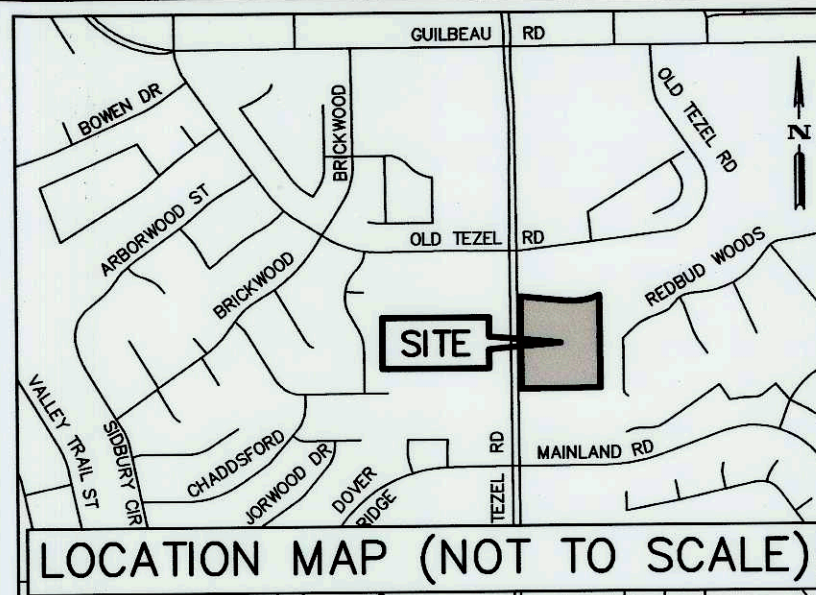 GUILBEAU RD
BOWEN DR
BRICKWOOD
OLD TEZEL RD
N
ARBORWOOD ST
OLD TEZEL RD
BRICKWOOD
REDBUD WOODS
SITE
VALLEY TRAIL ST
SIDBURY CIR
CHADDSFORD
JORWOOD DR
DOVER
RIDGE
TEZEL RD
MAINLAND RD
LOCATION MAP (NOT TO SCALE)